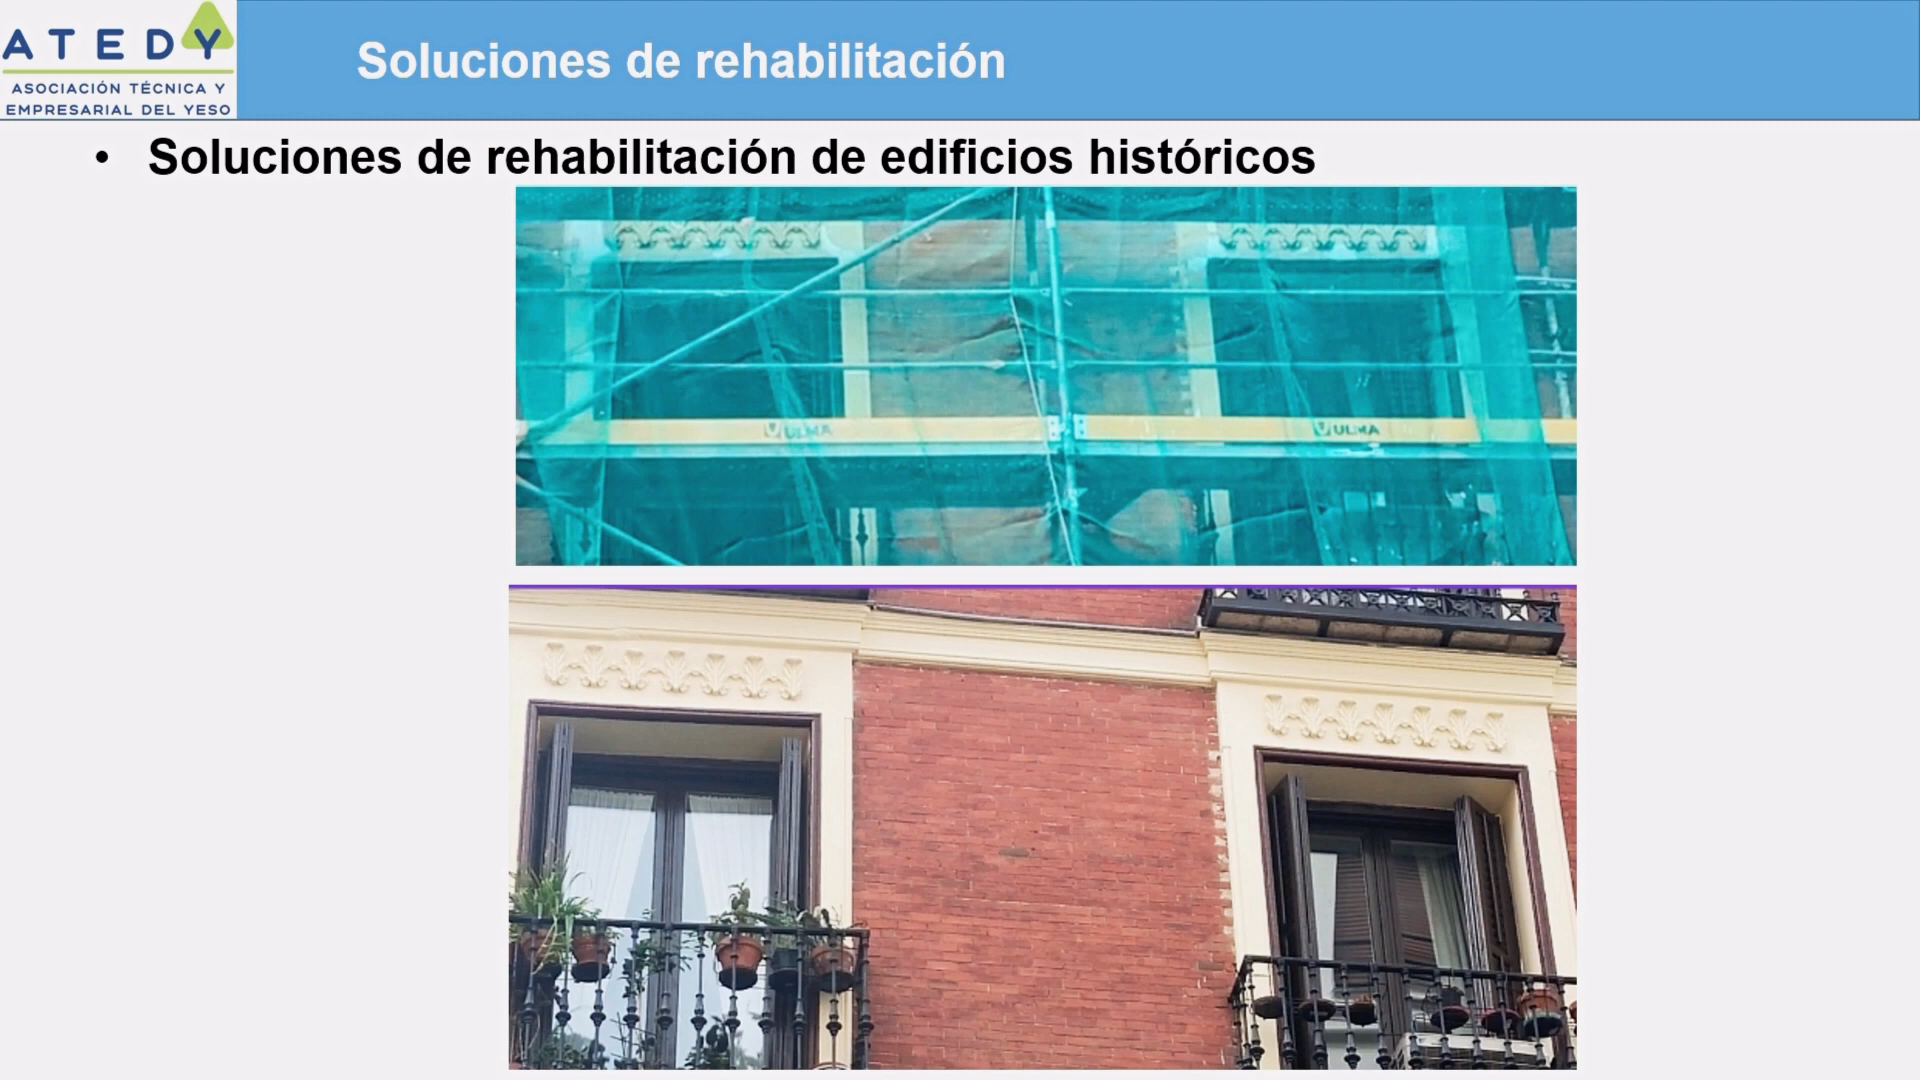 ATEDY
ASOCIACIÓN TÉCNICA Y
EMPRESARIAL DEL YESO
Soluciones de rehabilitación
• Soluciones de rehabilitación de edificios históricos
ULMA
ULMA